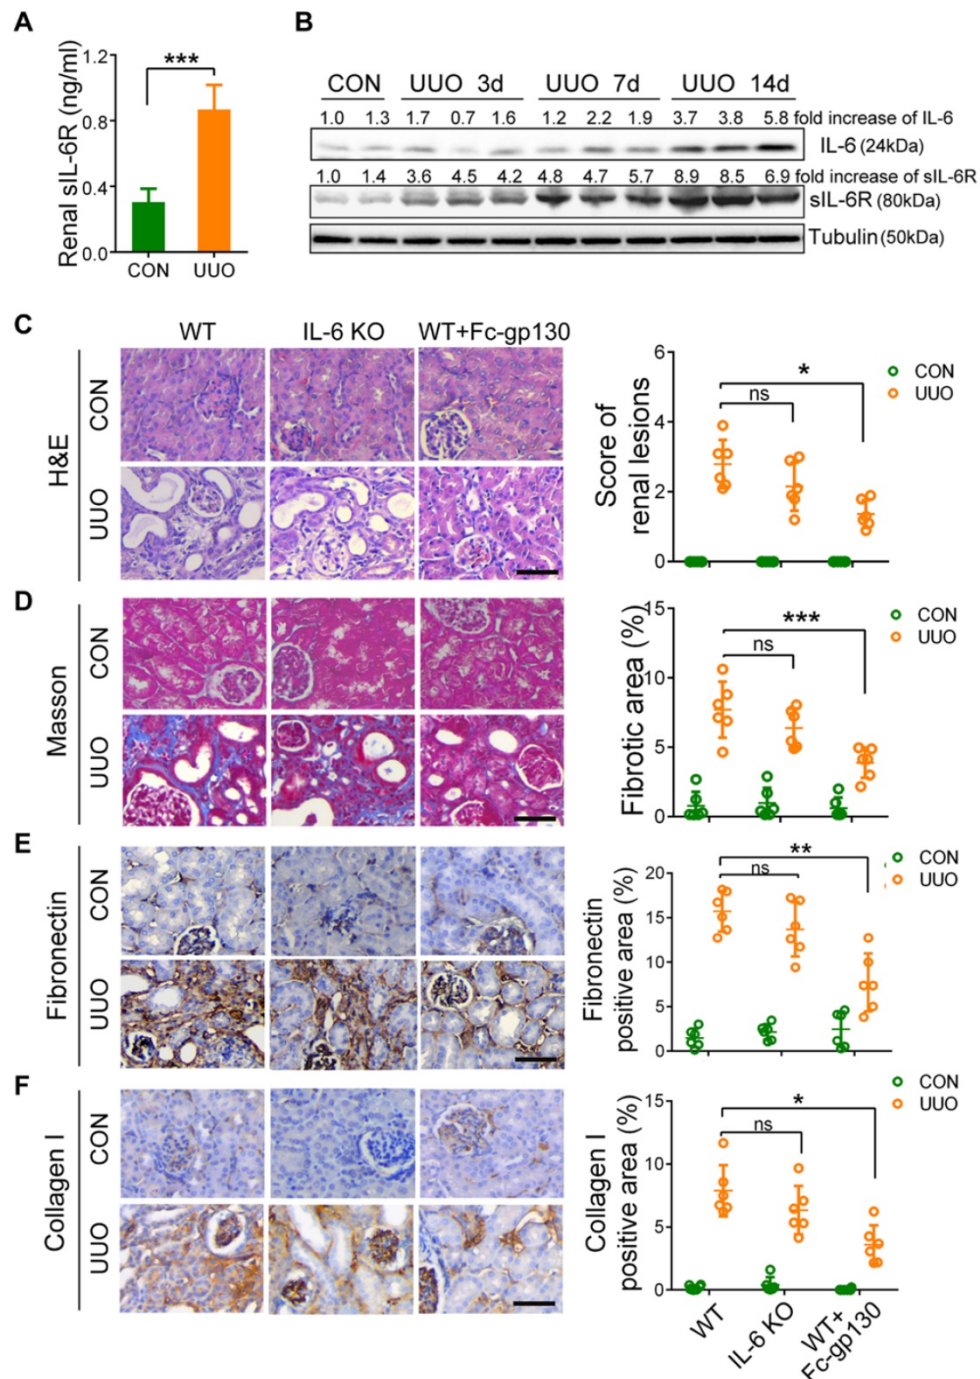 A
Renal sIL-6R (ng/ml)
1.2
0.8
0.4
0.0
***
CON UUO
B
CON UUO 3d UUO 7d UUO 14d
1.0 1.3 1.7 0.7 1.6 1.2 2.2 1.9 3.7 3.8 5.8 fold increase of IL-6
IL-6 (24kDa)
1.0 1.4 3.6 4.5 4.2 4.8 4.7 5.7 8.9 8.5 6.9 fold increase of sIL-6R
sIL-6R (80kDa)
Tubulin (50kDa)
C
WT IL-6 KO WT+Fc-gp130
H&E
CON
UUO
Score of
renal lesions
6
4
2
0
*
ns
CON
UUO
D
Masson
CON
UUO
Fibrotic area (%)
15
10
5
0
***
ns
CON
UUO
E
Fibronectin
CON
UUO
Fibronectin
positive area (%)
20
15
10
5
0
**
ns
CON
UUO
F
Collagen I
CON
UUO
Collagen I
positive area (%)
15
10
5
0
*
ns
CON
UUO
WT
IL-6 KO
WT+
Fc-gp130